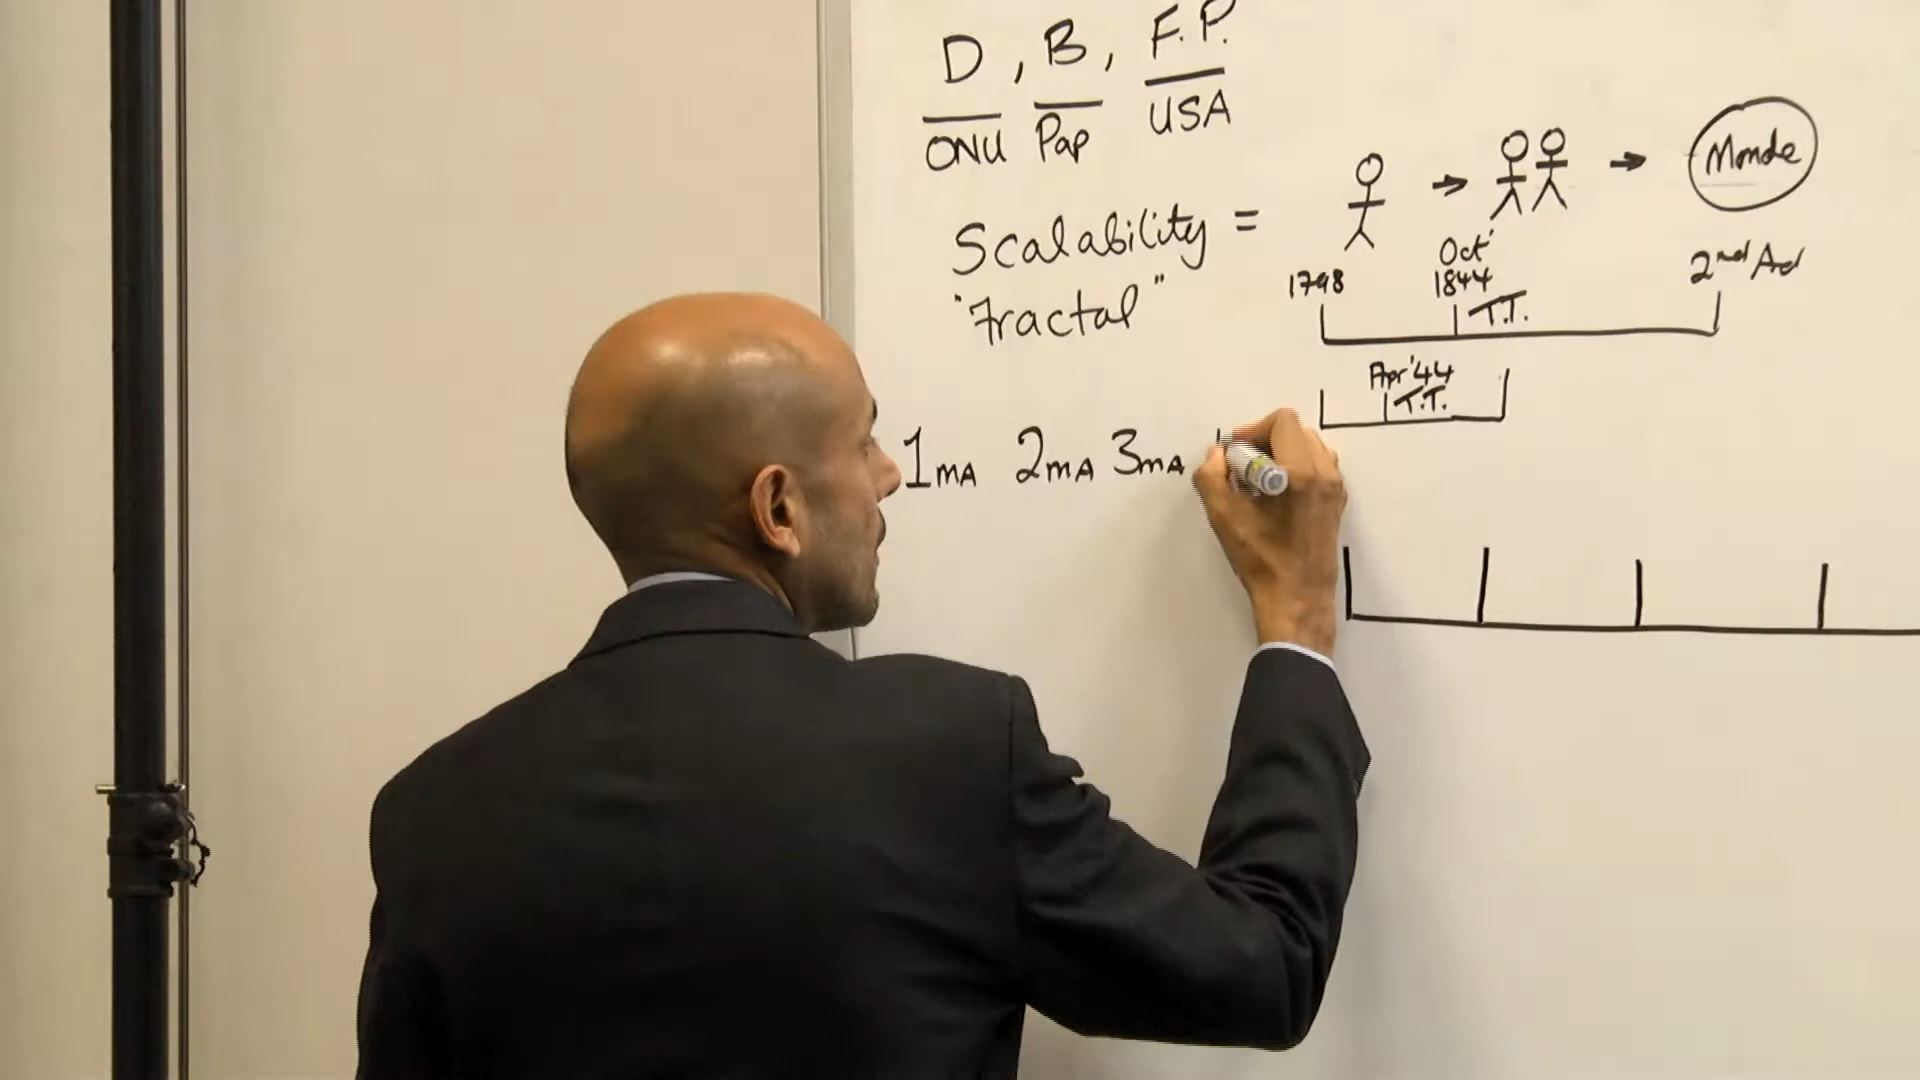 D , B , F.P.
ONU Pap USA
Scalability =
"Fractal"
Monde
1798 Oct' 1844 2nd Ad
T.T.
Apr '44
T.T.
1MA 2MA 3MA